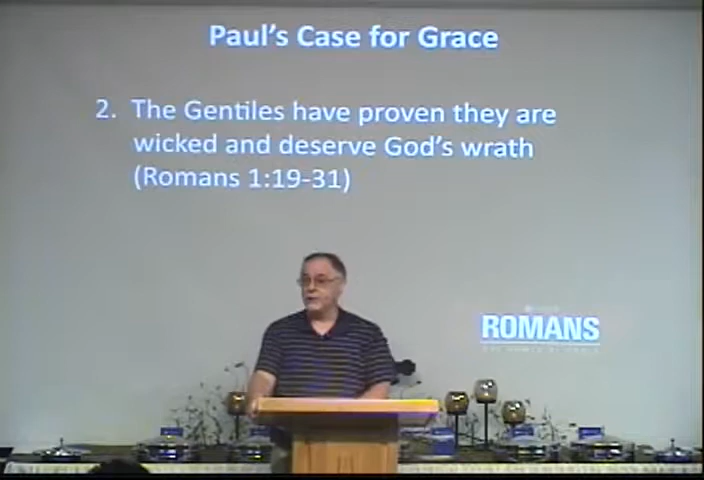 Paul's Case for Grace
2. The Gentiles have proven they are
wicked and deserve God's wrath
(Romans 1:19-31)
ROMANS